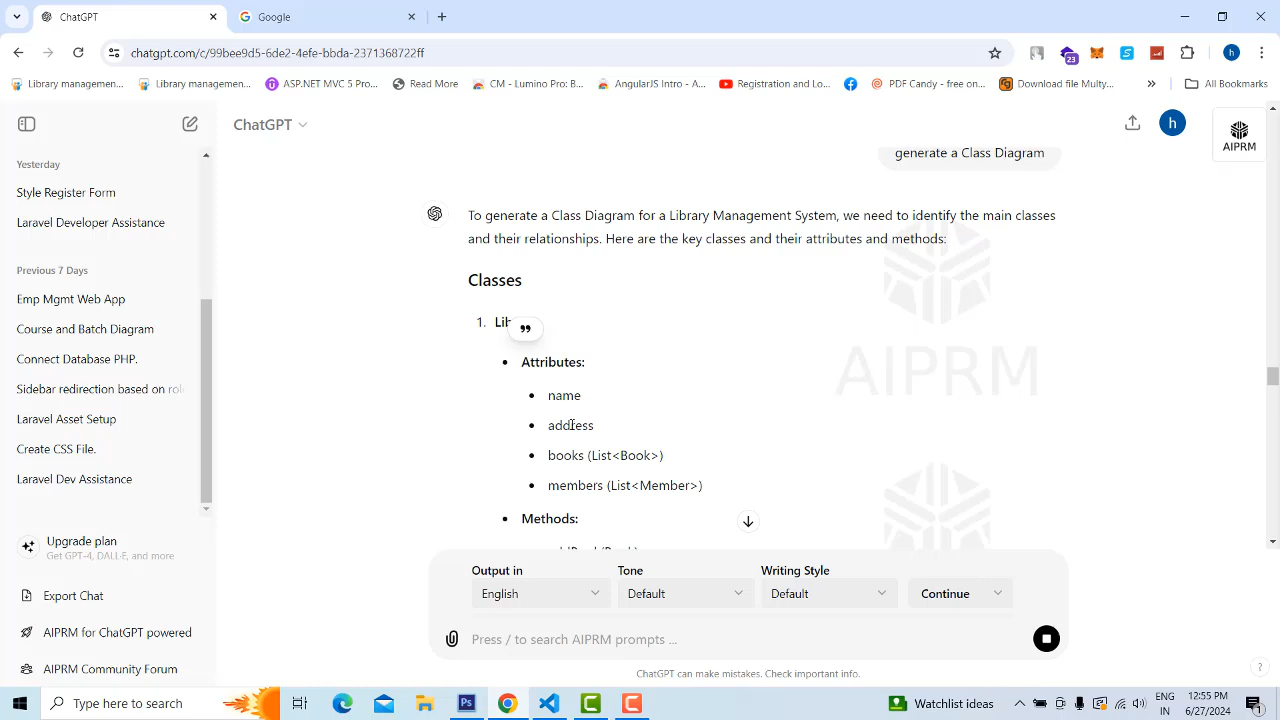 ChatGPT
Google
chatgpt.com/c/99bee9d5-6de2-4efe-bbda-2371368722ff
23
h
Library managemen...
Library managemen...
ASP.NET MVC 5 Pro...
Read More
CM - Lumino Pro B...
AngularJS Intro - A...
Registration and Lo...
PDF Candy - free on...
Download file Multy...
All Bookmarks
ChatGPT
h
AIPRM
Yesterday
Style Register Form
Laravel Developer Assistance
Previous 7 Days
Emp Mgmt Web App
Course and Batch Diagram
Connect Database PHP.
Sidebar redirection based on role
Laravel Asset Setup
Create CSS File.
Laravel Dev Assistance
Upgrade plan
Get GPT-4, DALL·E, and more
Export Chat
AIPRM for ChatGPT powered
AIPRM Community Forum
generate a Class Diagram
To generate a Class Diagram for a Library Management System, we need to identify the main classes
and their relationships. Here are the key classes and their attributes and methods:
Classes
1. Lib
• Attributes:
• name
• address
• books (List<Book>)
• members (List<Member>)
• Methods:
AIPRM
Output in
Tone
Writing Style
English
Default
Default
Continue
Press / to search AIPRM prompts ...
ChatGPT can make mistakes. Check important info.
?
Type here to search
Ps
Watchlist ideas
ENG
IN
12:55 PM
6/27/2024
1